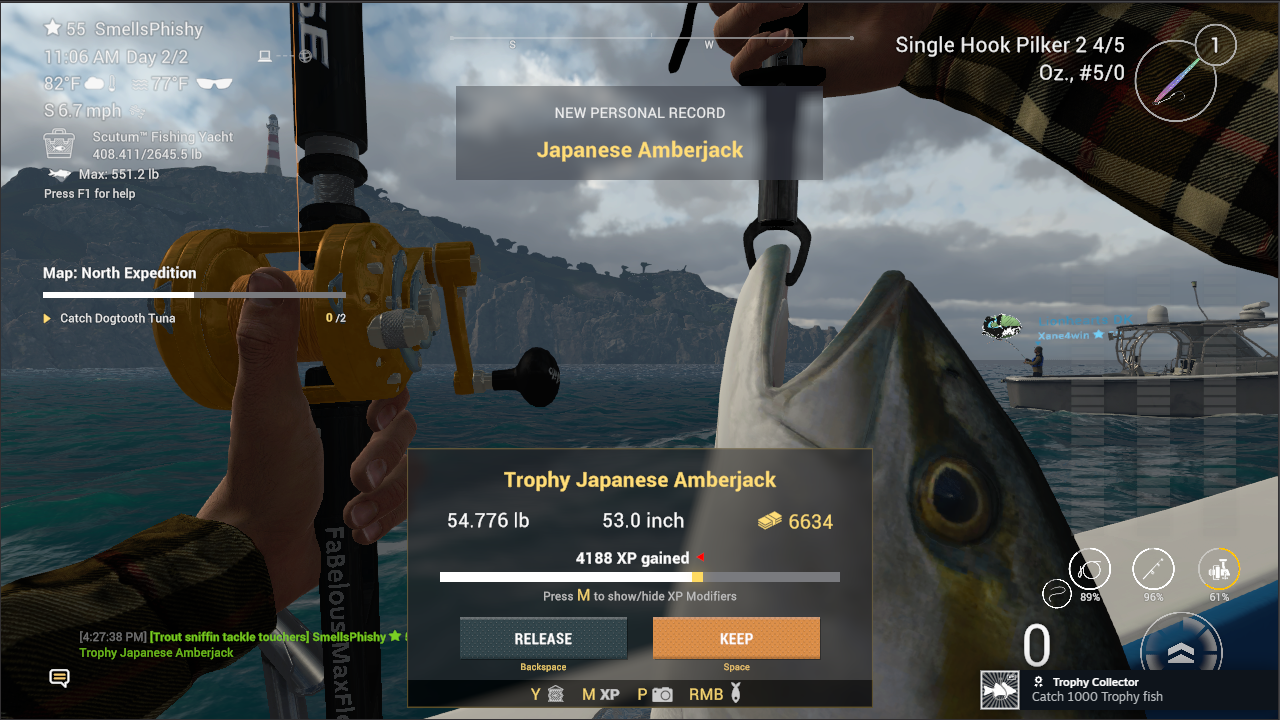 55 SmellsPhishy
11:06 AM Day 2/2
82°F 77°F
S 6.7 mph
Scutum™ Fishing Yacht
408.411/2645.5 lb
Max: 551.2 lb
Press F1 for help
S W
Single Hook Pilker 2 4/5
Oz., #5/0
1
NEW PERSONAL RECORD
Japanese Amberjack
Map: North Expedition
Catch Dogtooth Tuna 0 /2
Xane4win
Trophy Japanese Amberjack
54.776 lb 53.0 inch 6634
4188 XP gained
Press M to show/hide XP Modifiers
RELEASE KEEP
Backspace Space
Y M XP P RMB
FaBelousMaxFle
[4:27:38 PM] [Trout sniffin tackle touchers] SmellsPhishy
Trophy Japanese Amberjack
89% 96% 61%
0
Trophy Collector
Catch 1000 Trophy fish